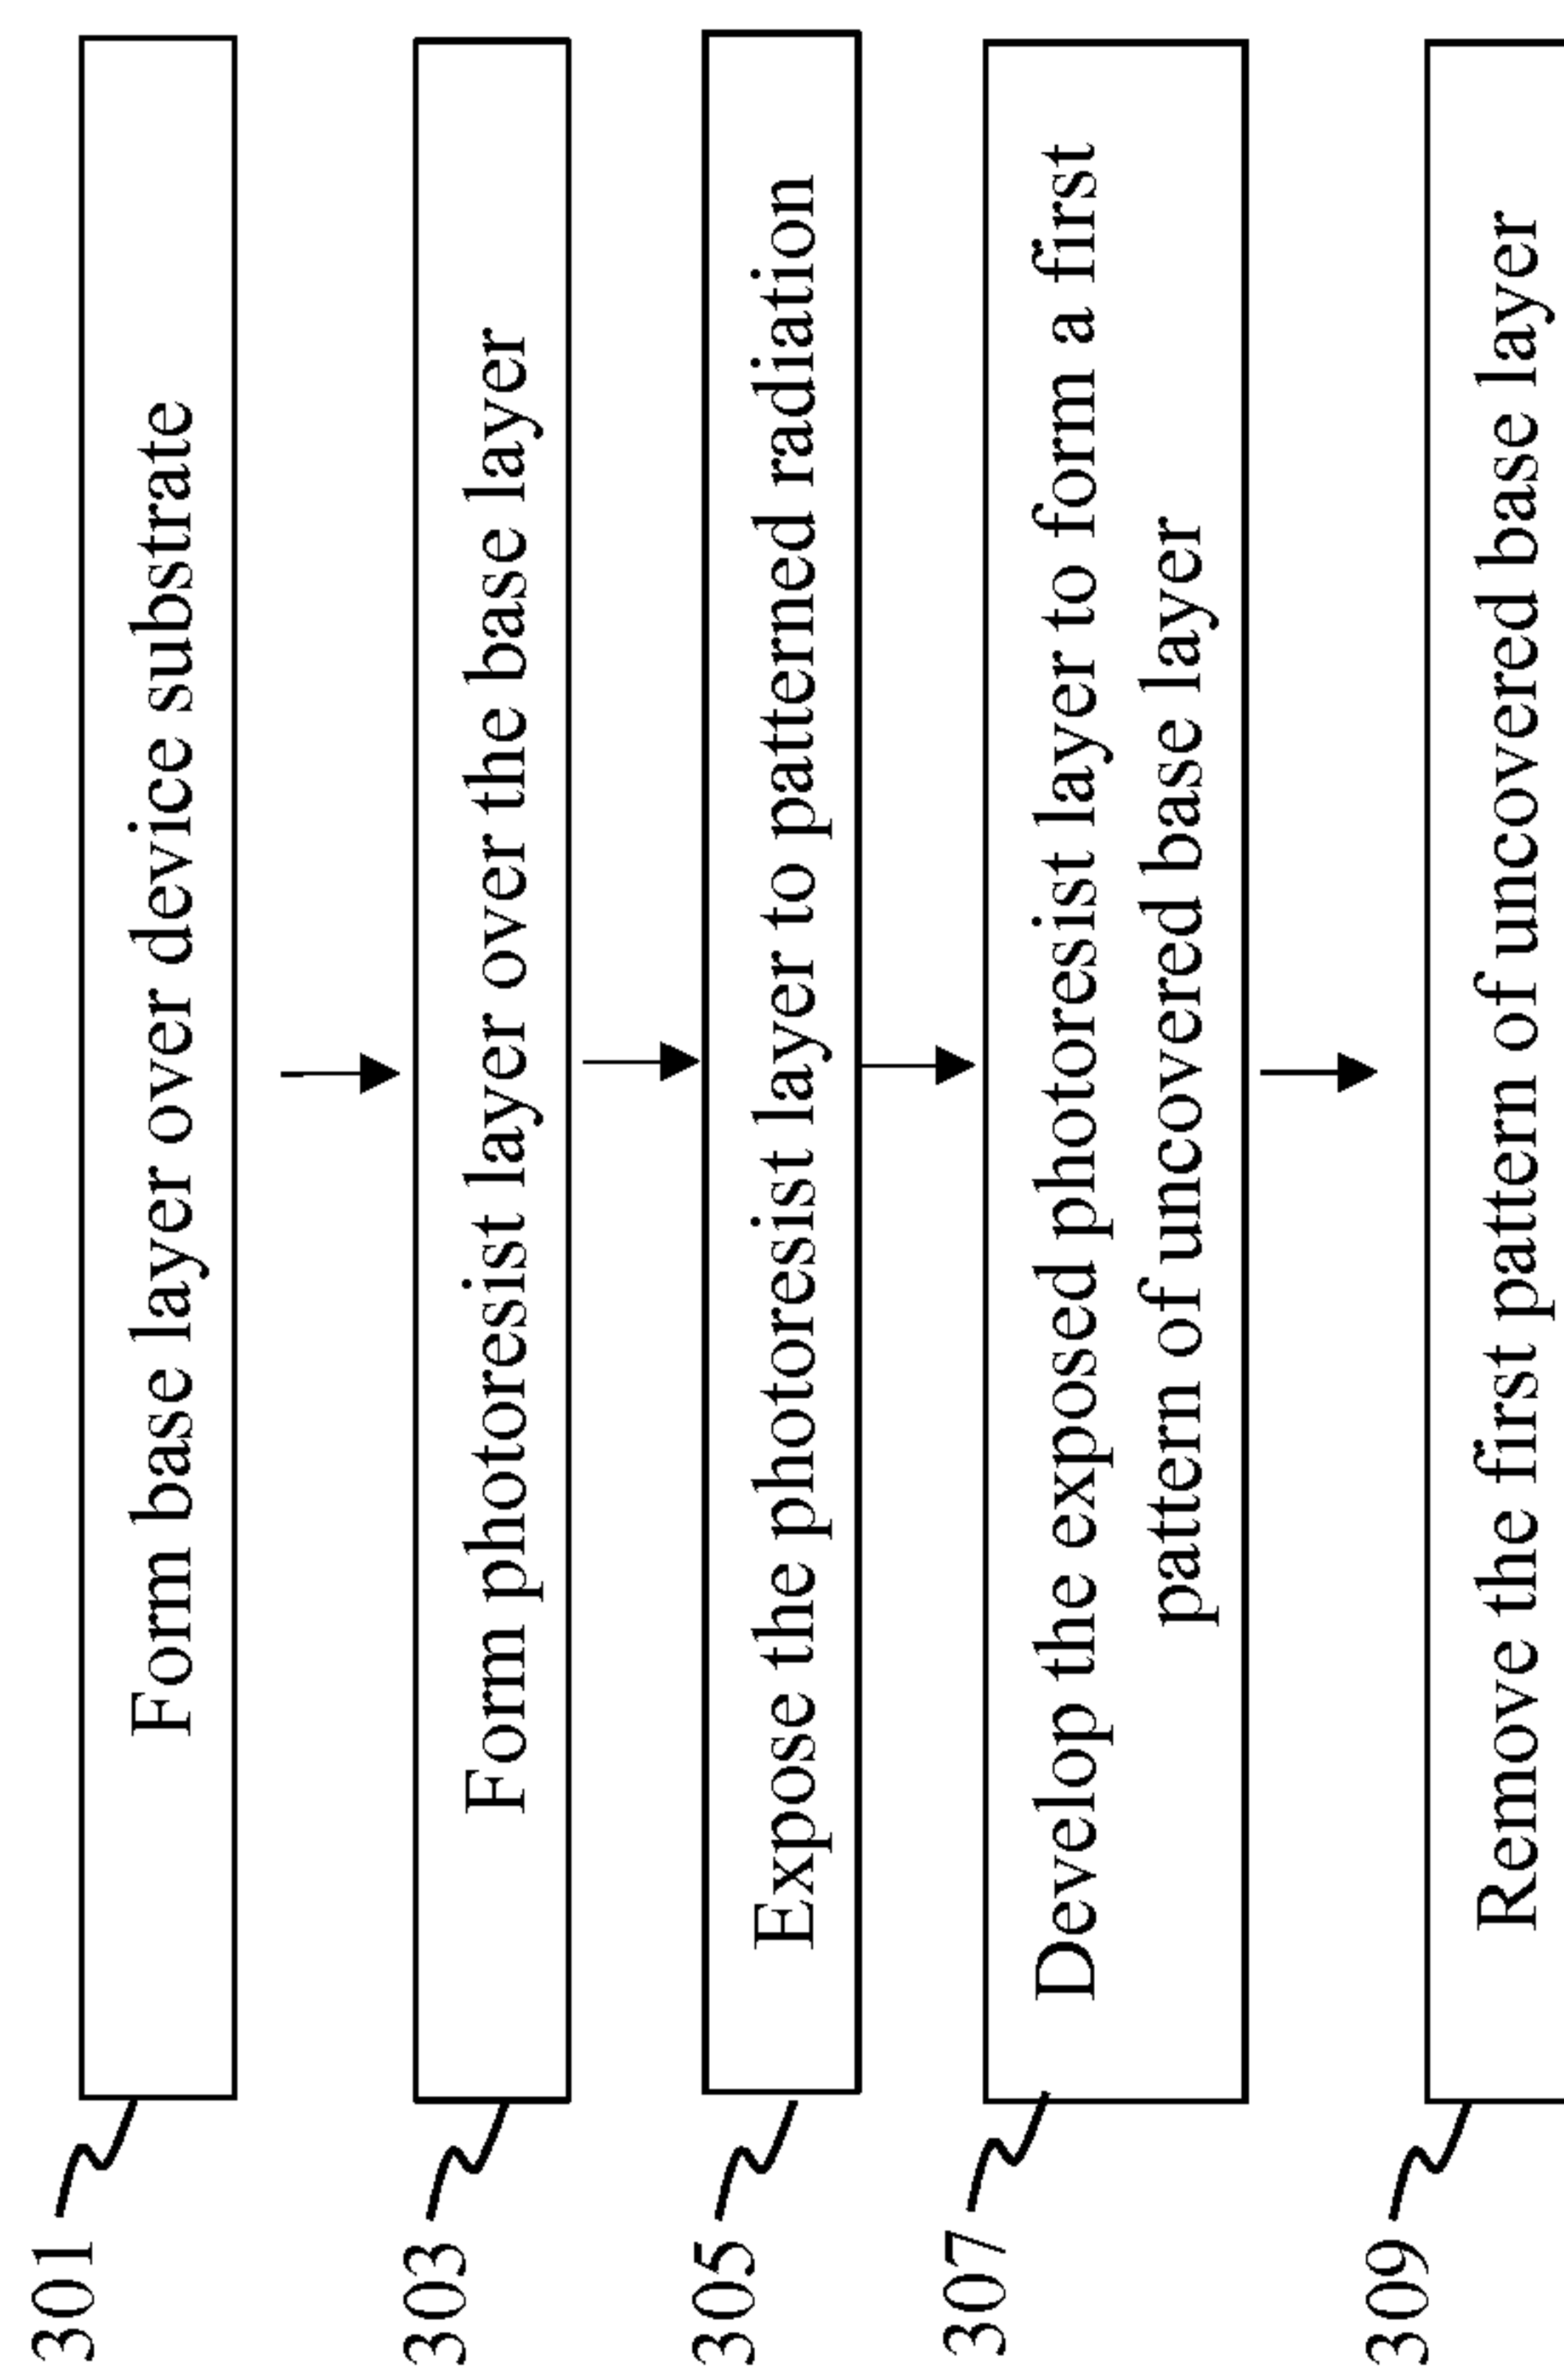 301
Form base layer over device substrate
303
Form photoresist layer over the base layer
305
Expose the photoresist layer to patterned radiation
307
Develop the exposed photoresist layer to form a first
pattern of uncovered base layer
309
Remove the first pattern of uncovered base layer